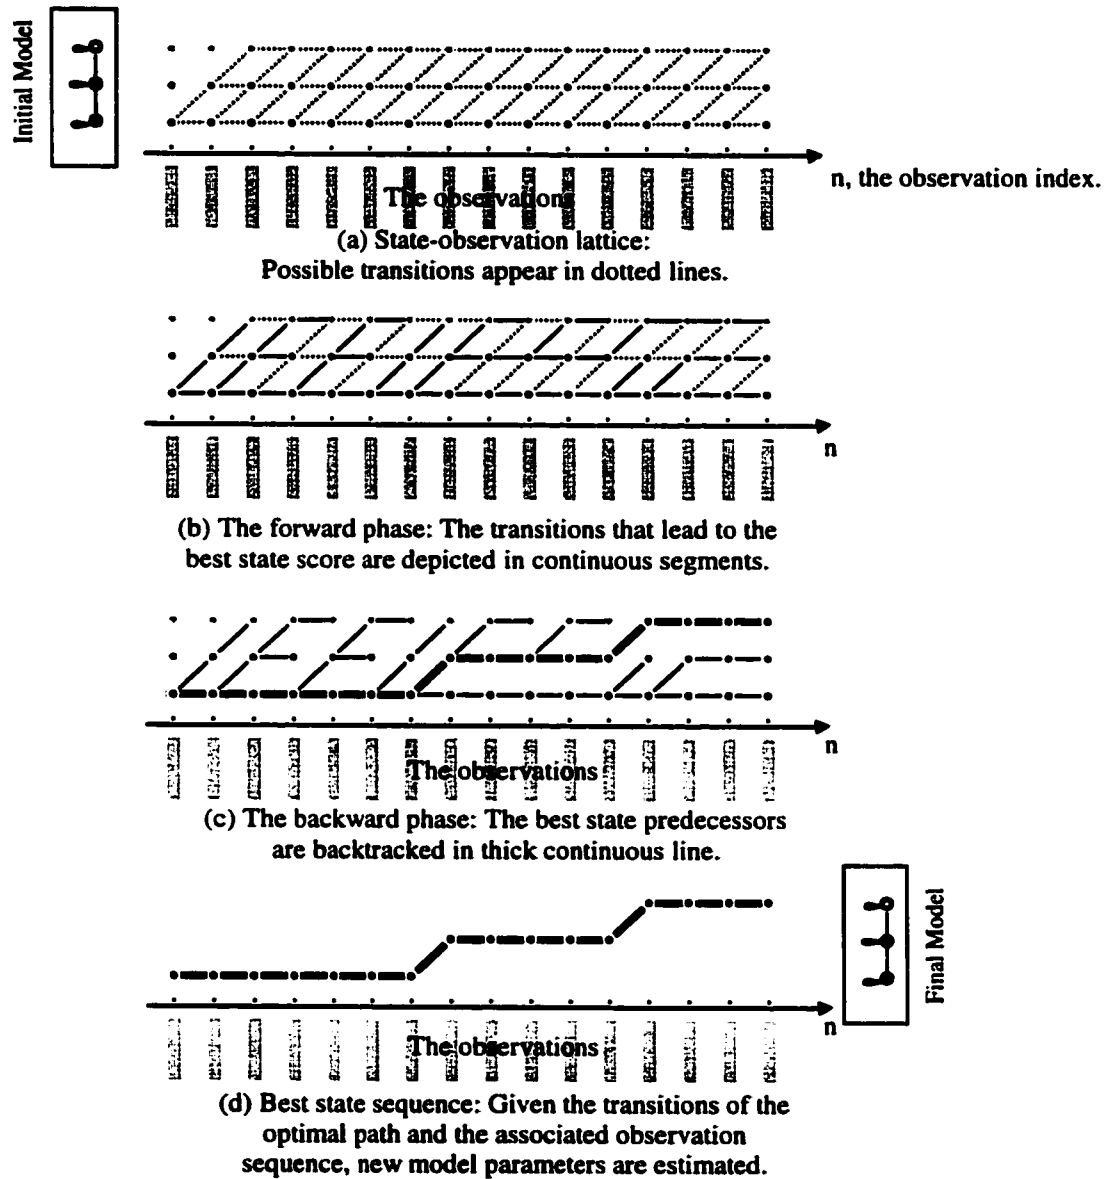 Initial Model
n, the observation index.
The observations
(a) State-observation lattice:
Possible transitions appear in dotted lines.
n
(b) The forward phase: The transitions that lead to the
best state score are depicted in continuous segments.
n
The observations
(c) The backward phase: The best state predecessors
are backtracked in thick continuous line.
Final Model
n
The observations
(d) Best state sequence: Given the transitions of the
optimal path and the associated observation
sequence, new model parameters are estimated.